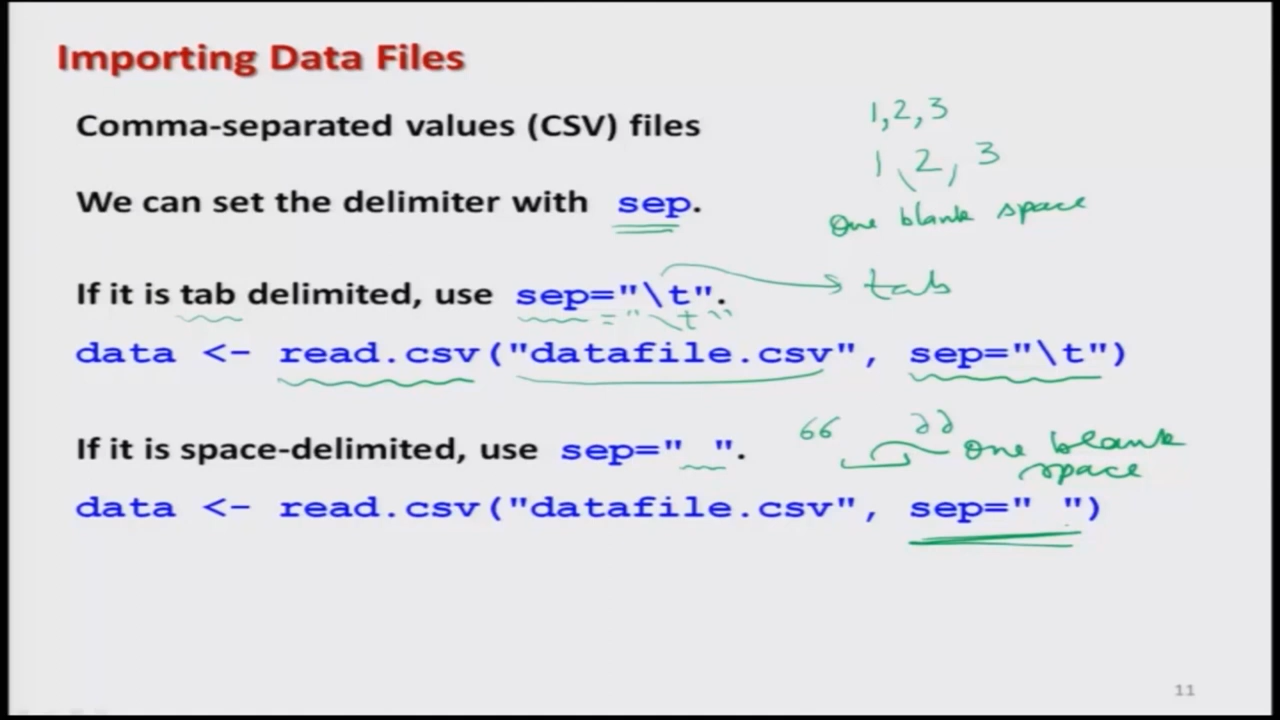 Importing Data Files
Comma-separated values (CSV) files
1,2,3
1, 2, 3
We can set the delimiter with sep.
One blank space
If it is tab delimited, use sep="\t".
tab
="\t"
data <- read.csv("datafile.csv", sep="\t")
If it is space-delimited, use sep=" ".
“ ” One blank
space
data <- read.csv("datafile.csv", sep=" ")
11